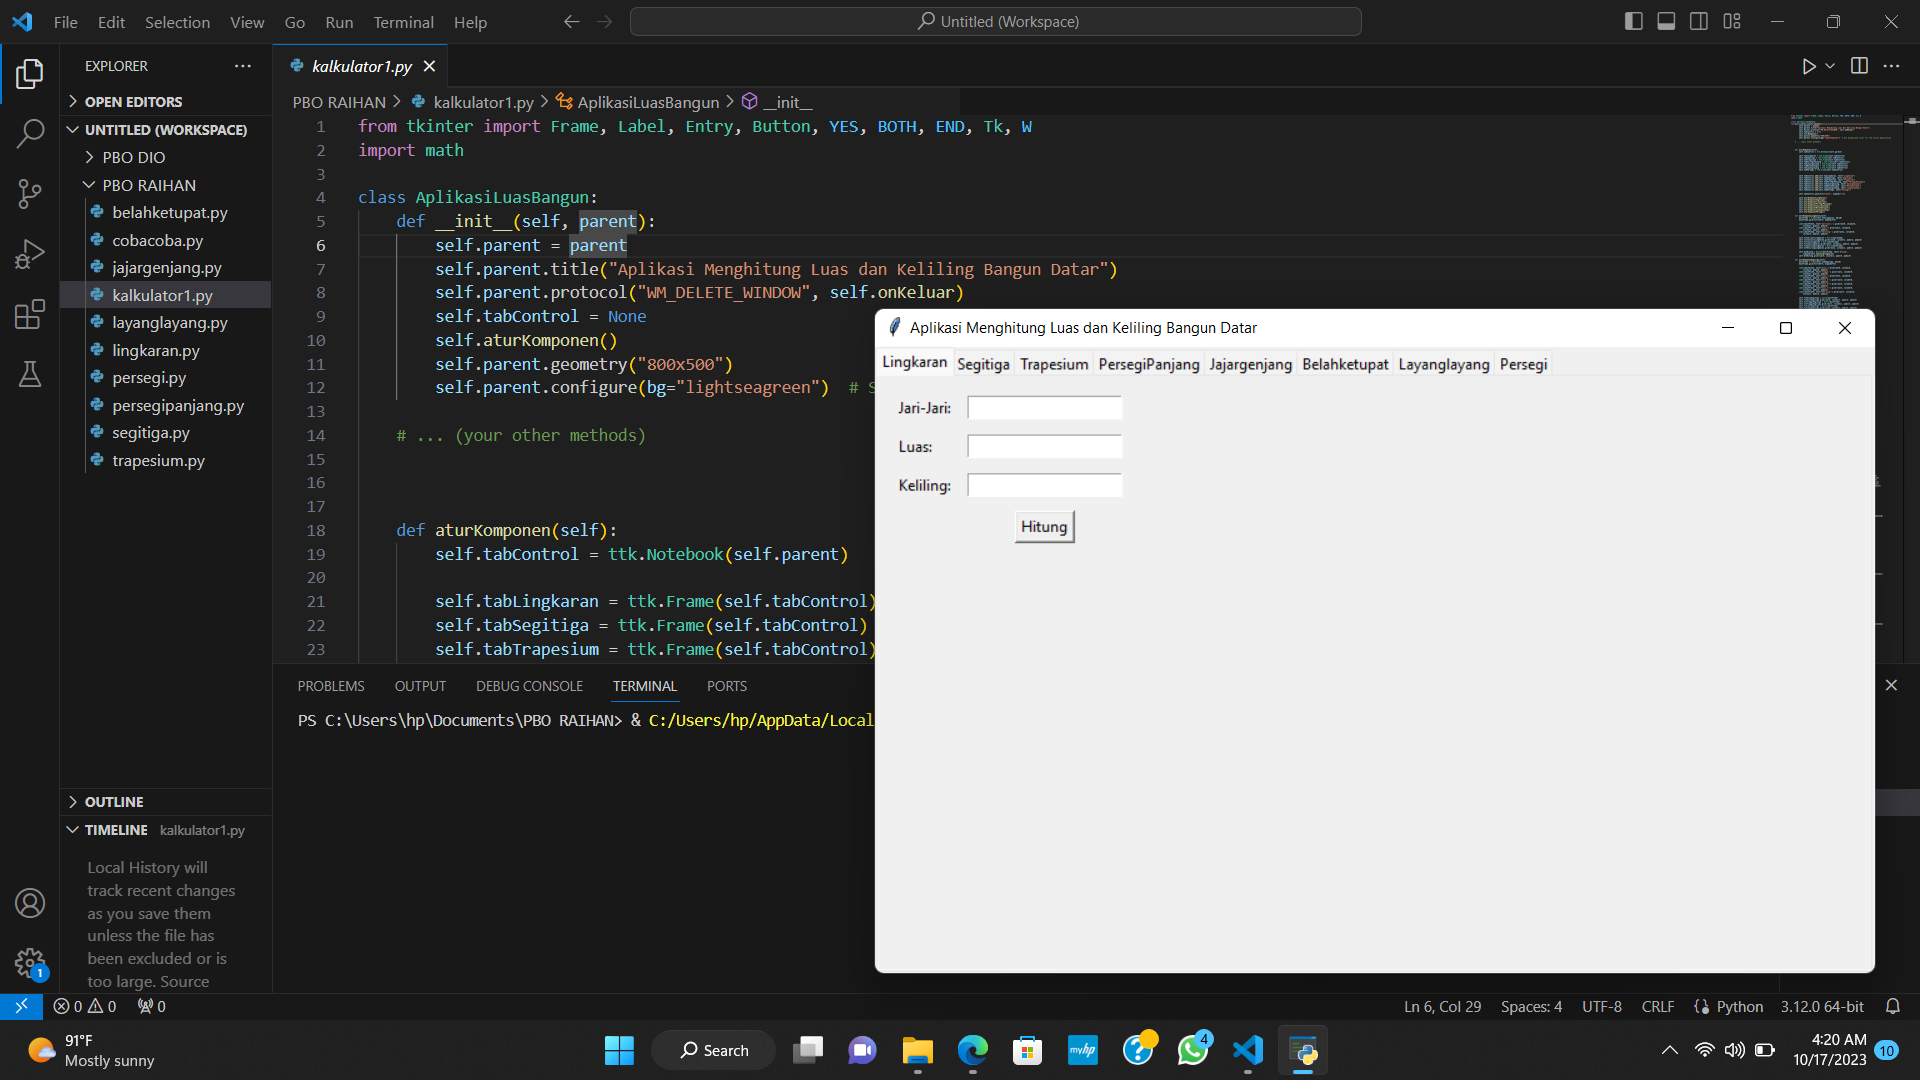 File Edit Selection View Go Run Terminal Help
Untitled (Workspace)
EXPLORER
OPEN EDITORS
UNTITLED (WORKSPACE)
PBO DIO
PBO RAIHAN
belahketupat.py
cobacoba.py
jajargenjang.py
kalkulator1.py
layanglayang.py
lingkaran.py
persegi.py
persegipanjang.py
segitiga.py
trapesium.py
OUTLINE
TIMELINE kalkulator1.py
Local History will
track recent changes
as you save them
unless the file has
been excluded or is
too large. Source
kalkulator1.py
PBO RAIHAN > kalkulator1.py > AplikasiLuasBangun > __init__
1 from tkinter import Frame, Label, Entry, Button, YES, BOTH, END, Tk, W
2 import math
3
4 class AplikasiLuasBangun:
5 def __init__(self, parent):
6 self.parent = parent
7 self.parent.title("Aplikasi Menghitung Luas dan Keliling Bangun Datar")
8 self.parent.protocol("WM_DELETE_WINDOW", self.onKeluar)
9 self.tabControl = None
10 self.aturKomponen()
11 self.parent.geometry("800x500")
12 self.parent.configure(bg="lightseagreen") # S
13
14 # ... (your other methods)
15
16
17
18 def aturKomponen(self):
19 self.tabControl = ttk.Notebook(self.parent)
20
21 self.tabLingkaran = ttk.Frame(self.tabControl)
22 self.tabSegitiga = ttk.Frame(self.tabControl)
23 self.tabTrapesium = ttk.Frame(self.tabControl)
PROBLEMS OUTPUT DEBUG CONSOLE TERMINAL PORTS
PS C:\Users\hp\Documents\PBO RAIHAN> & C:/Users/hp/AppData/Local
Aplikasi Menghitung Luas dan Keliling Bangun Datar
Lingkaran Segitiga Trapesium PersegiPanjang Jajargenjang Belahketupat Layanglayang Persegi
Jari-Jari:
Luas:
Keliling:
Hitung
1
0 0 0
Ln 6, Col 29 Spaces: 4 UTF-8 CRLF Python 3.12.0 64-bit
91°F
Mostly sunny
Search
myhp
4
4:20 AM
10/17/2023
10